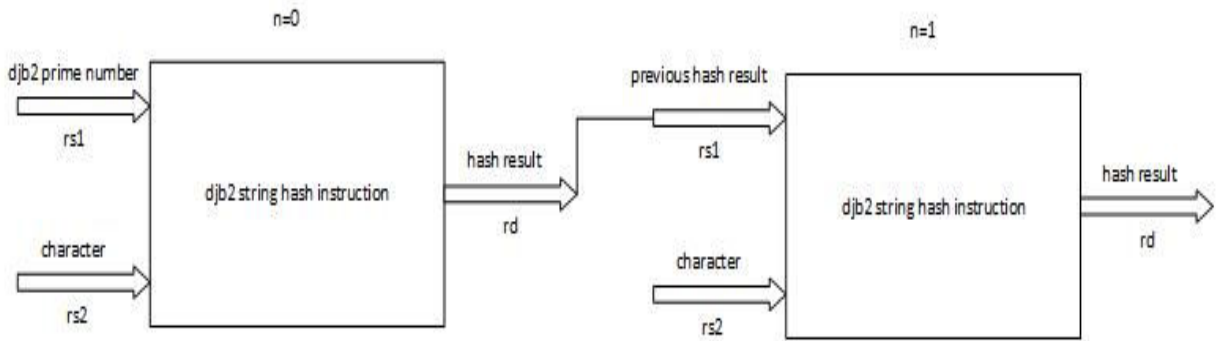 n=0
djb2 prime number
rs1
djb2 string hash instruction
character
rs2
hash result
rd
n=1
previous hash result
rs1
djb2 string hash instruction
character
rs2
hash result
rd